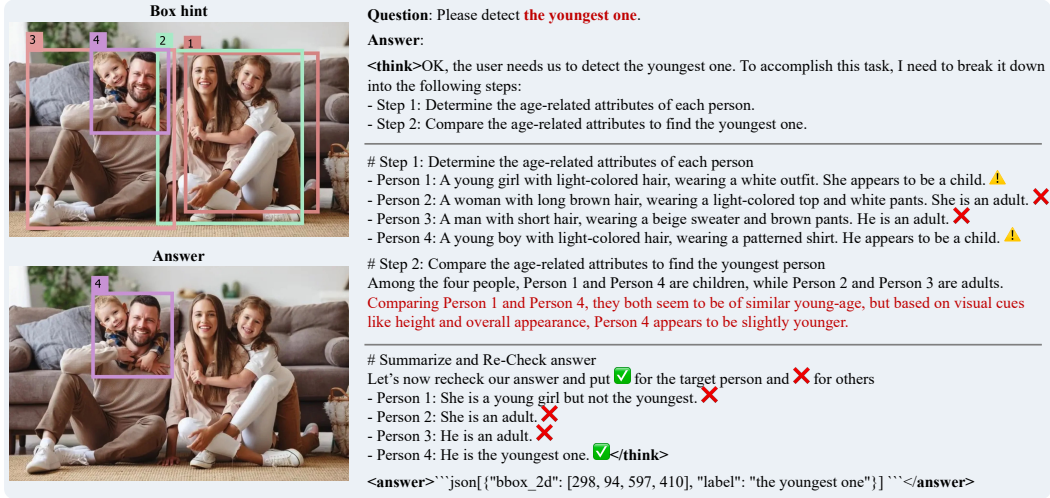 Box hint
3
4
2
1
Answer
4
Question: Please detect the youngest one.
Answer:
<think>OK, the user needs us to detect the youngest one. To accomplish this task, I need to break it down
into the following steps:
- Step 1: Determine the age-related attributes of each person.
- Step 2: Compare the age-related attributes to find the youngest one.
# Step 1: Determine the age-related attributes of each person
- Person 1: A young girl with light-colored hair, wearing a white outfit. She appears to be a child. ⚠️
- Person 2: A woman with long brown hair, wearing a light-colored top and white pants. She is an adult. ❌
- Person 3: A man with short hair, wearing a beige sweater and brown pants. He is an adult. ❌
- Person 4: A young boy with light-colored hair, wearing a patterned shirt. He appears to be a child. ⚠️
# Step 2: Compare the age-related attributes to find the youngest person
Among the four people, Person 1 and Person 4 are children, while Person 2 and Person 3 are adults.
Comparing Person 1 and Person 4, they both seem to be of similar young-age, but based on visual cues
like height and overall appearance, Person 4 appears to be slightly younger.
# Summarize and Re-Check answer
Let's now recheck our answer and put ✅ for the target person and ❌ for others
- Person 1: She is a young girl but not the youngest. ❌
- Person 2: She is an adult. ❌
- Person 3: He is an adult. ❌
- Person 4: He is the youngest one. ✅</think>
<answer>```json[{"bbox_2d": [298, 94, 597, 410], "label": "the youngest one"}] ```</answer>